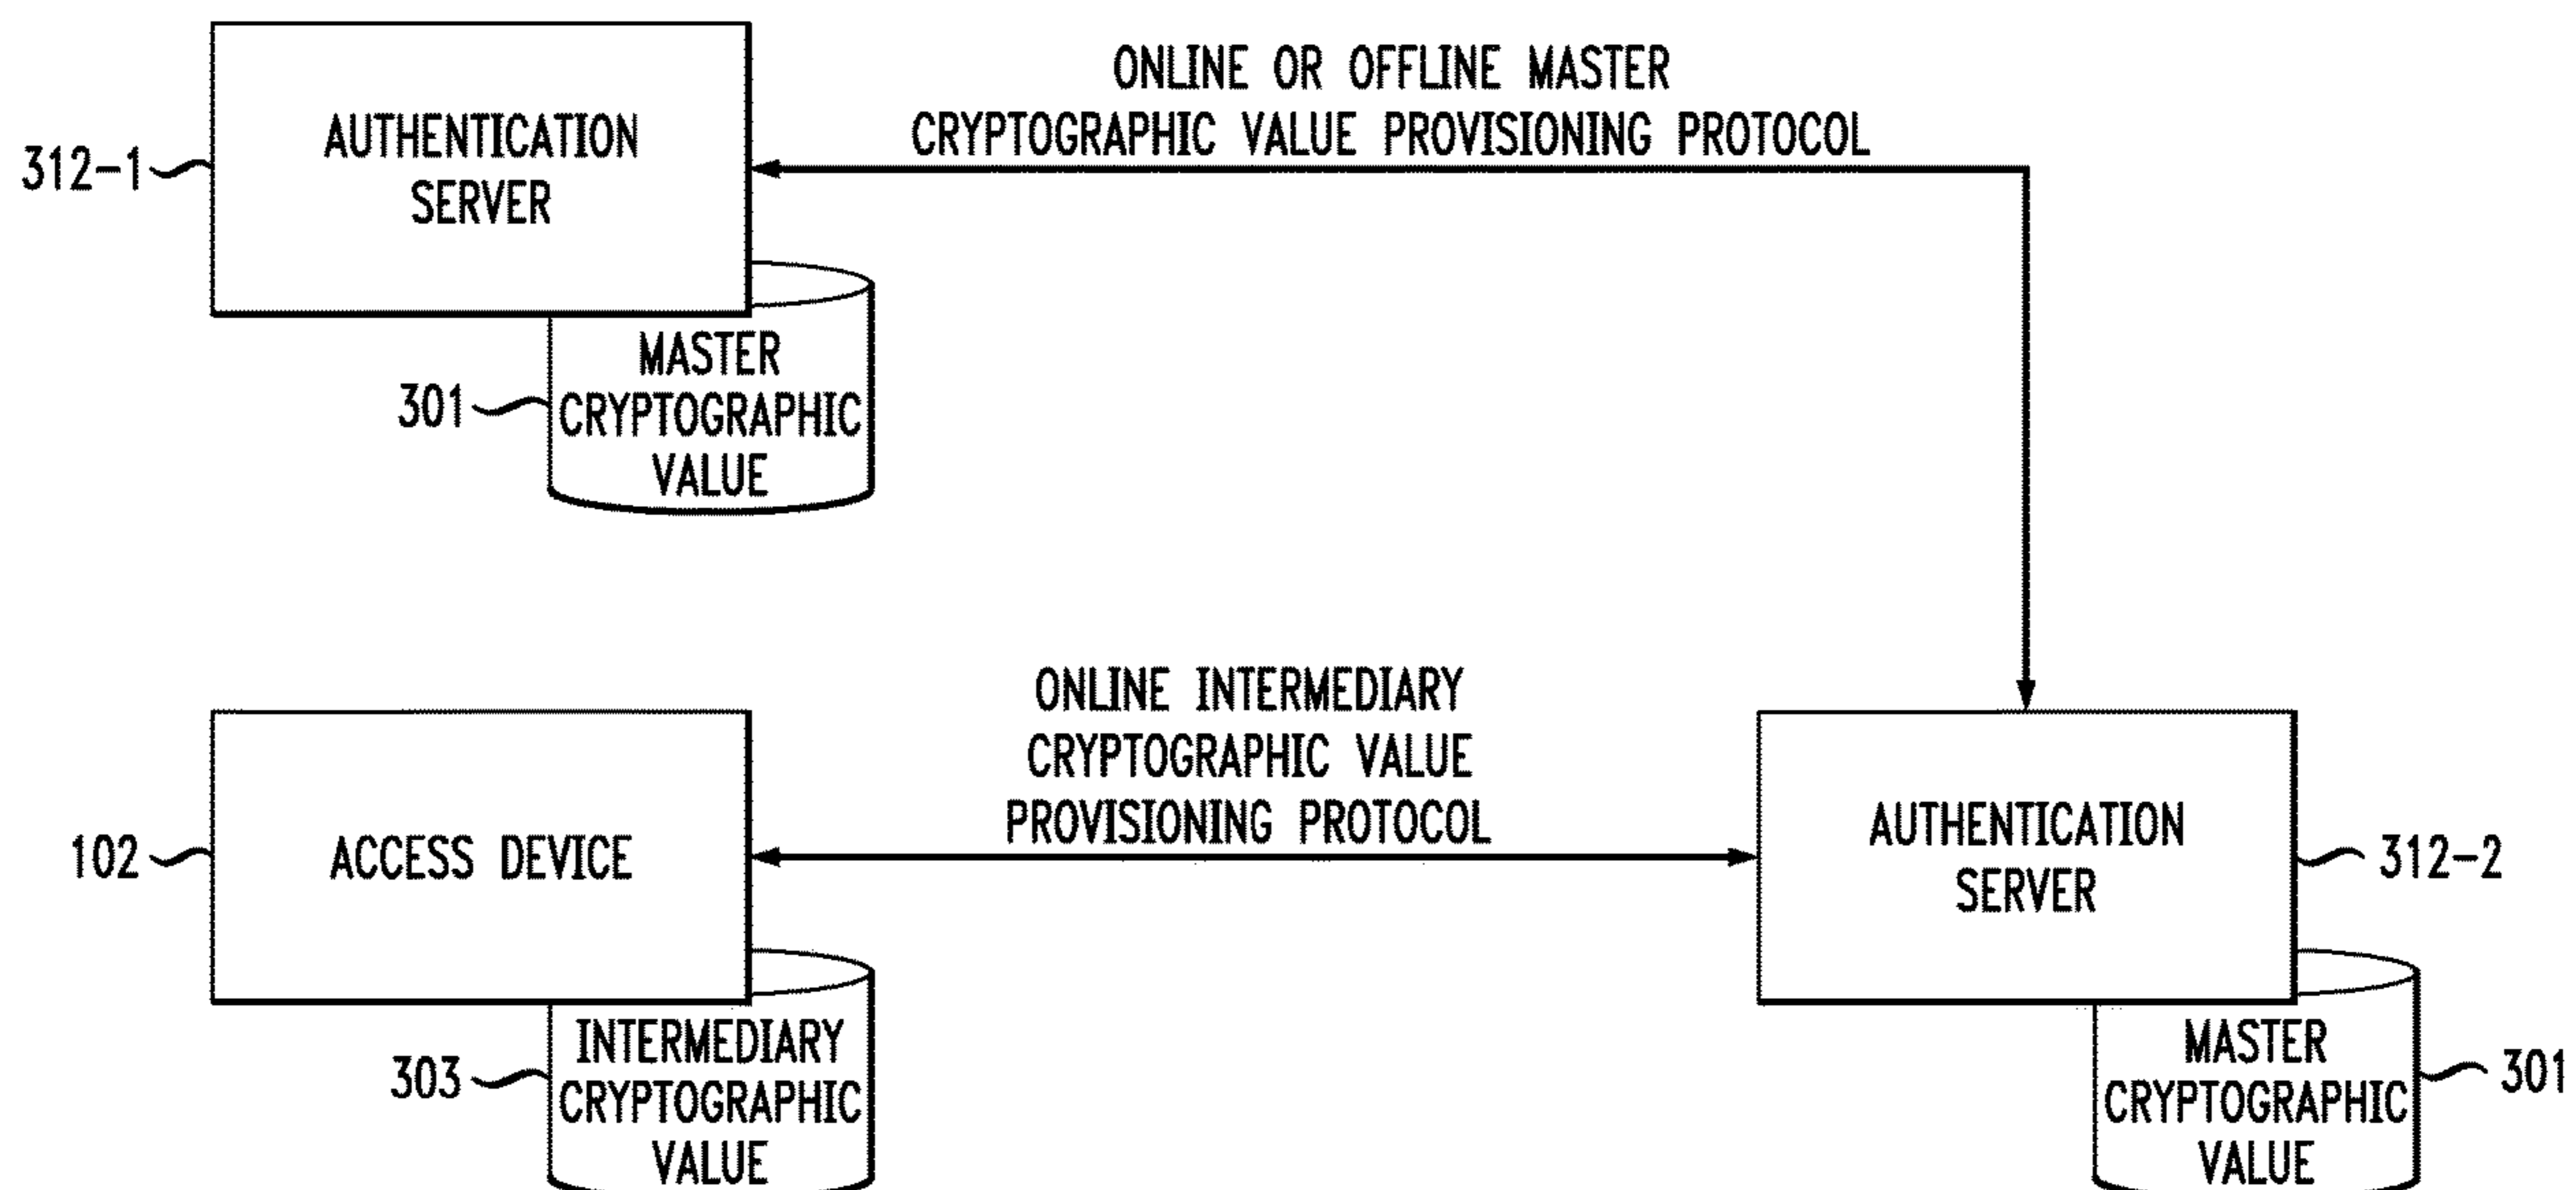 ONLINE OR OFFLINE MASTER
CRYPTOGRAPHIC VALUE PROVISIONING PROTOCOL
AUTHENTICATION
SERVER
312-1
MASTER
CRYPTOGRAPHIC
VALUE
301
ONLINE INTERMEDIARY
CRYPTOGRAPHIC VALUE
PROVISIONING PROTOCOL
102
ACCESS DEVICE
AUTHENTICATION
SERVER
312-2
INTERMEDIARY
CRYPTOGRAPHIC
VALUE
303
MASTER
CRYPTOGRAPHIC
VALUE
301